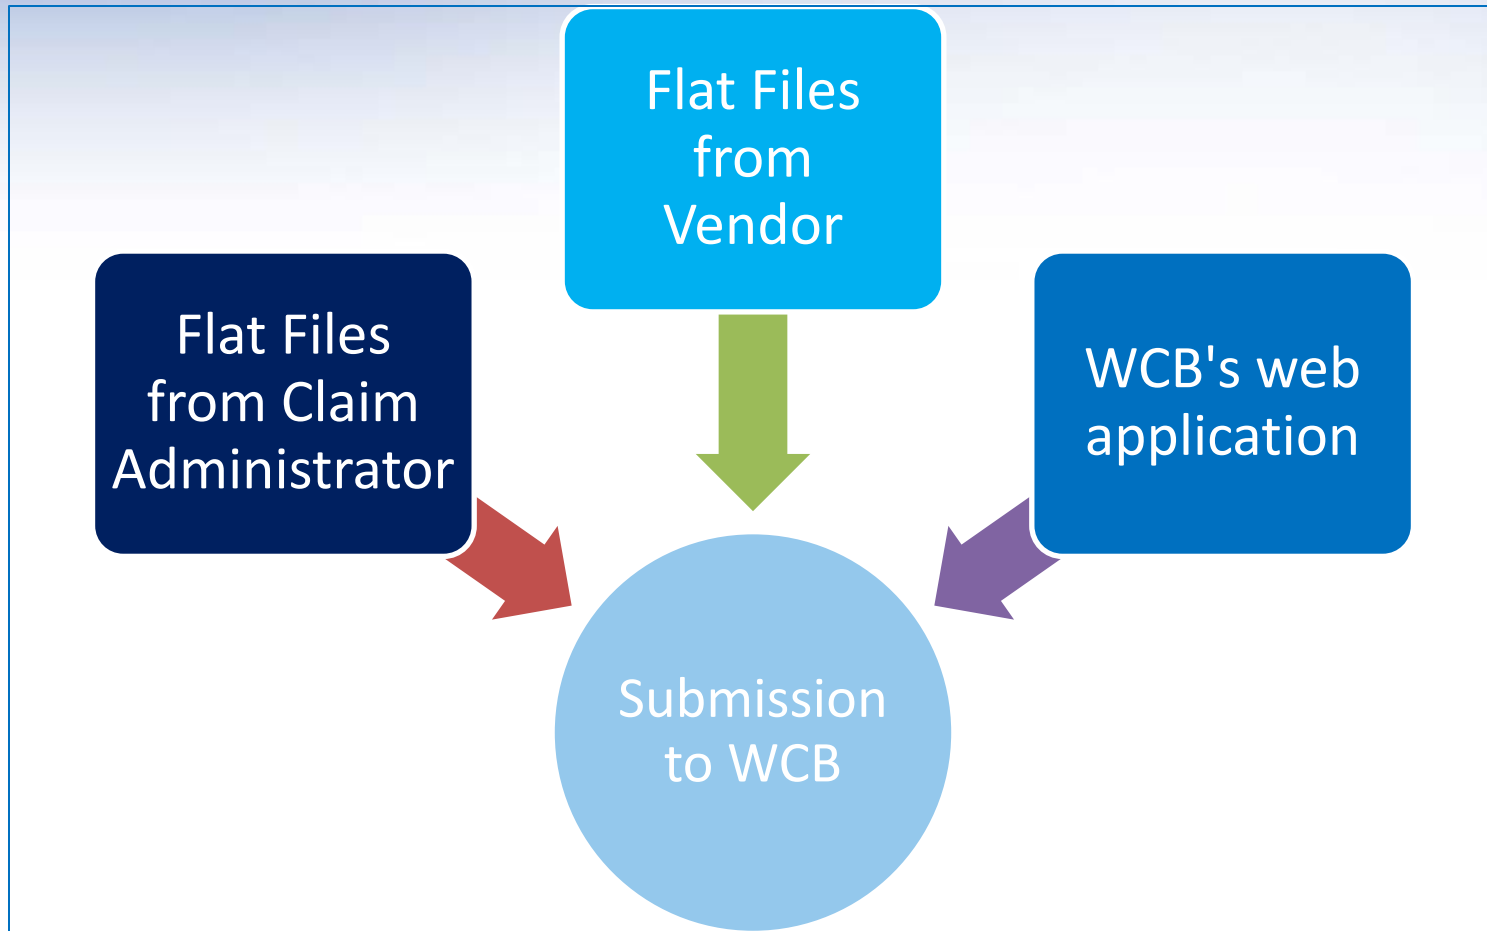 Flat Files
from
Vendor
Flat Files
from Claim
Administrator
WCB's web
application
Submission
to WCB